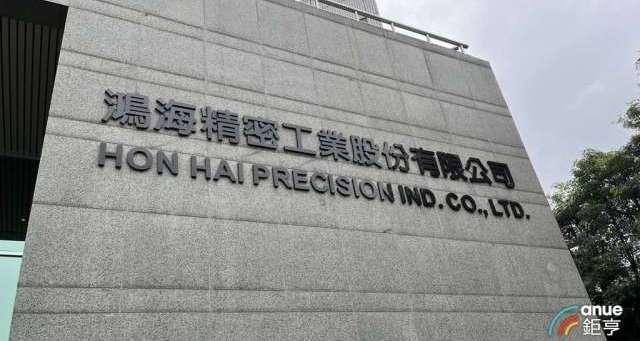 鴻海精密工業股份有限公司
HON HAI PRECISION IND. CO., LTD.
anue
鉅亨